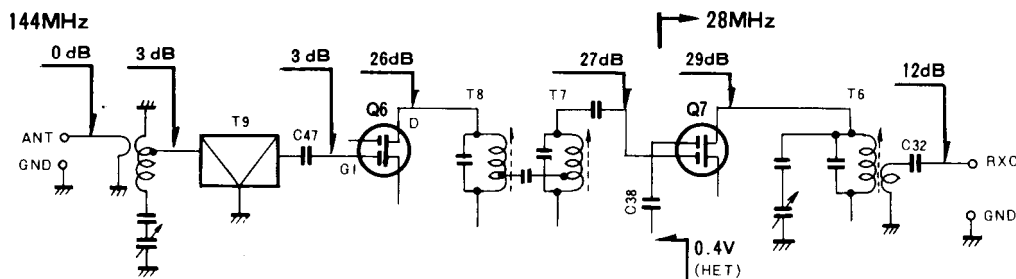 144MHz
28MHz
0 dB
3 dB
3 dB
26dB
27dB
29dB
12dB
T9
C47
Q6
D
T8
T7
Q7
T6
C32
ANT
GND
G1
C38
RXO
GND
0.4V
(HET)